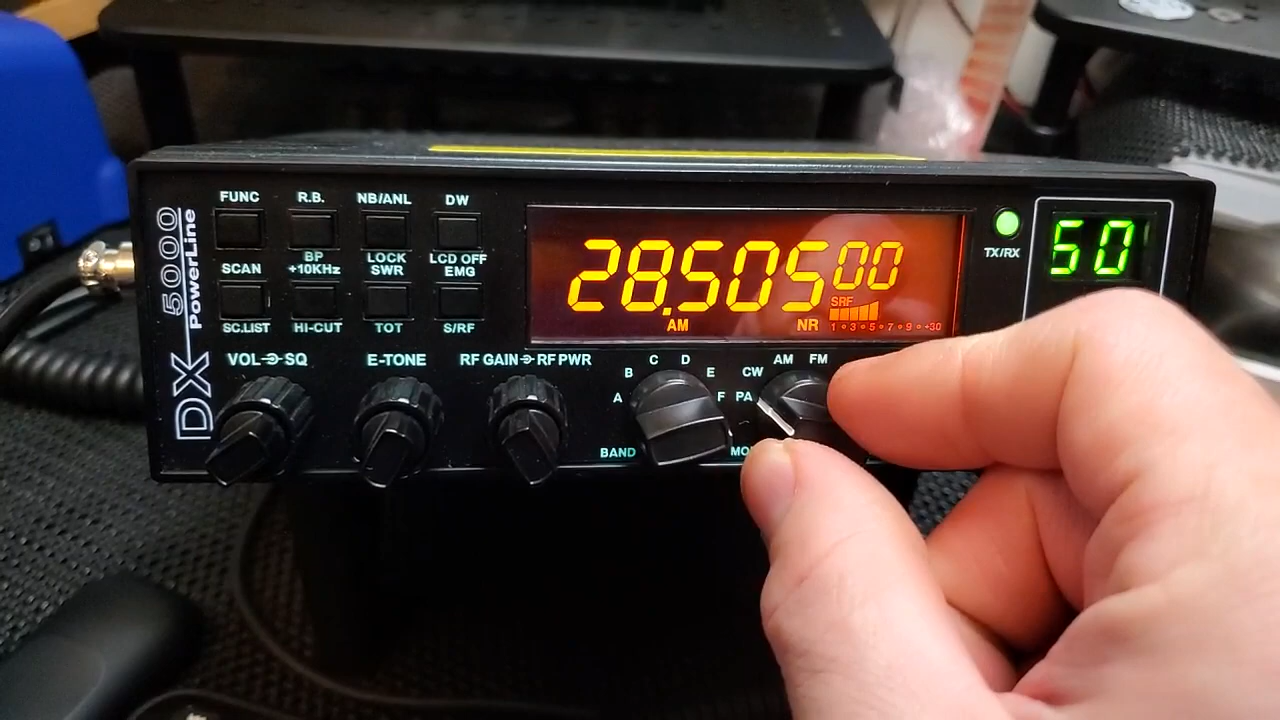 DX 5000
PowerLine
FUNC R.B. NB/ANL DW
SCAN BP +10KHz LOCK SWR LCD OFF EMG
SC.LIST HI-CUT TOT S/RF
VOL SQ E-TONE RF GAIN RF PWR
28.505 00
SRF
AM NR 1 3 5 7 9 +30
TX/RX
50
A B C D E F
BAND
PA CW AM FM